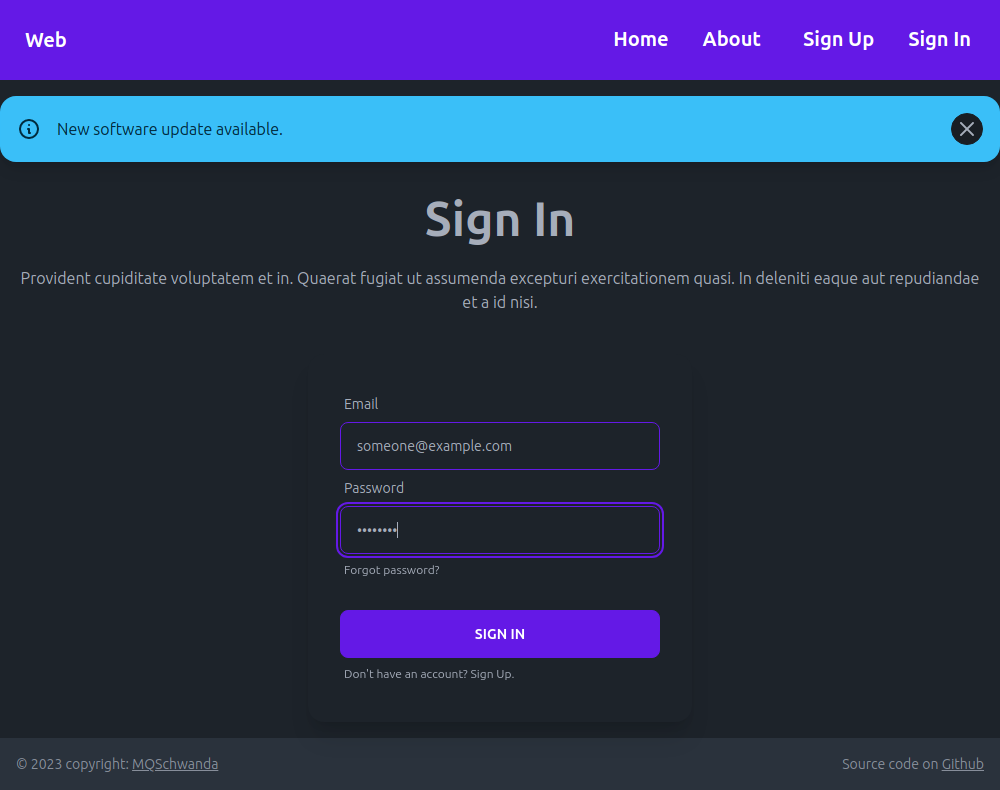 Web
Home About Sign Up Sign In
New software update available.
Sign In
Provident cupiditate voluptatem et in. Quaerat fugiat ut assumenda excepturi exercitationem quasi. In deleniti eaque aut repudiandae
et a id nisi.
Email
someone@example.com
Password
••••••••
Forgot password?
SIGN IN
Don't have an account? Sign Up.
© 2023 copyright: MQSchwanda
Source code on Github